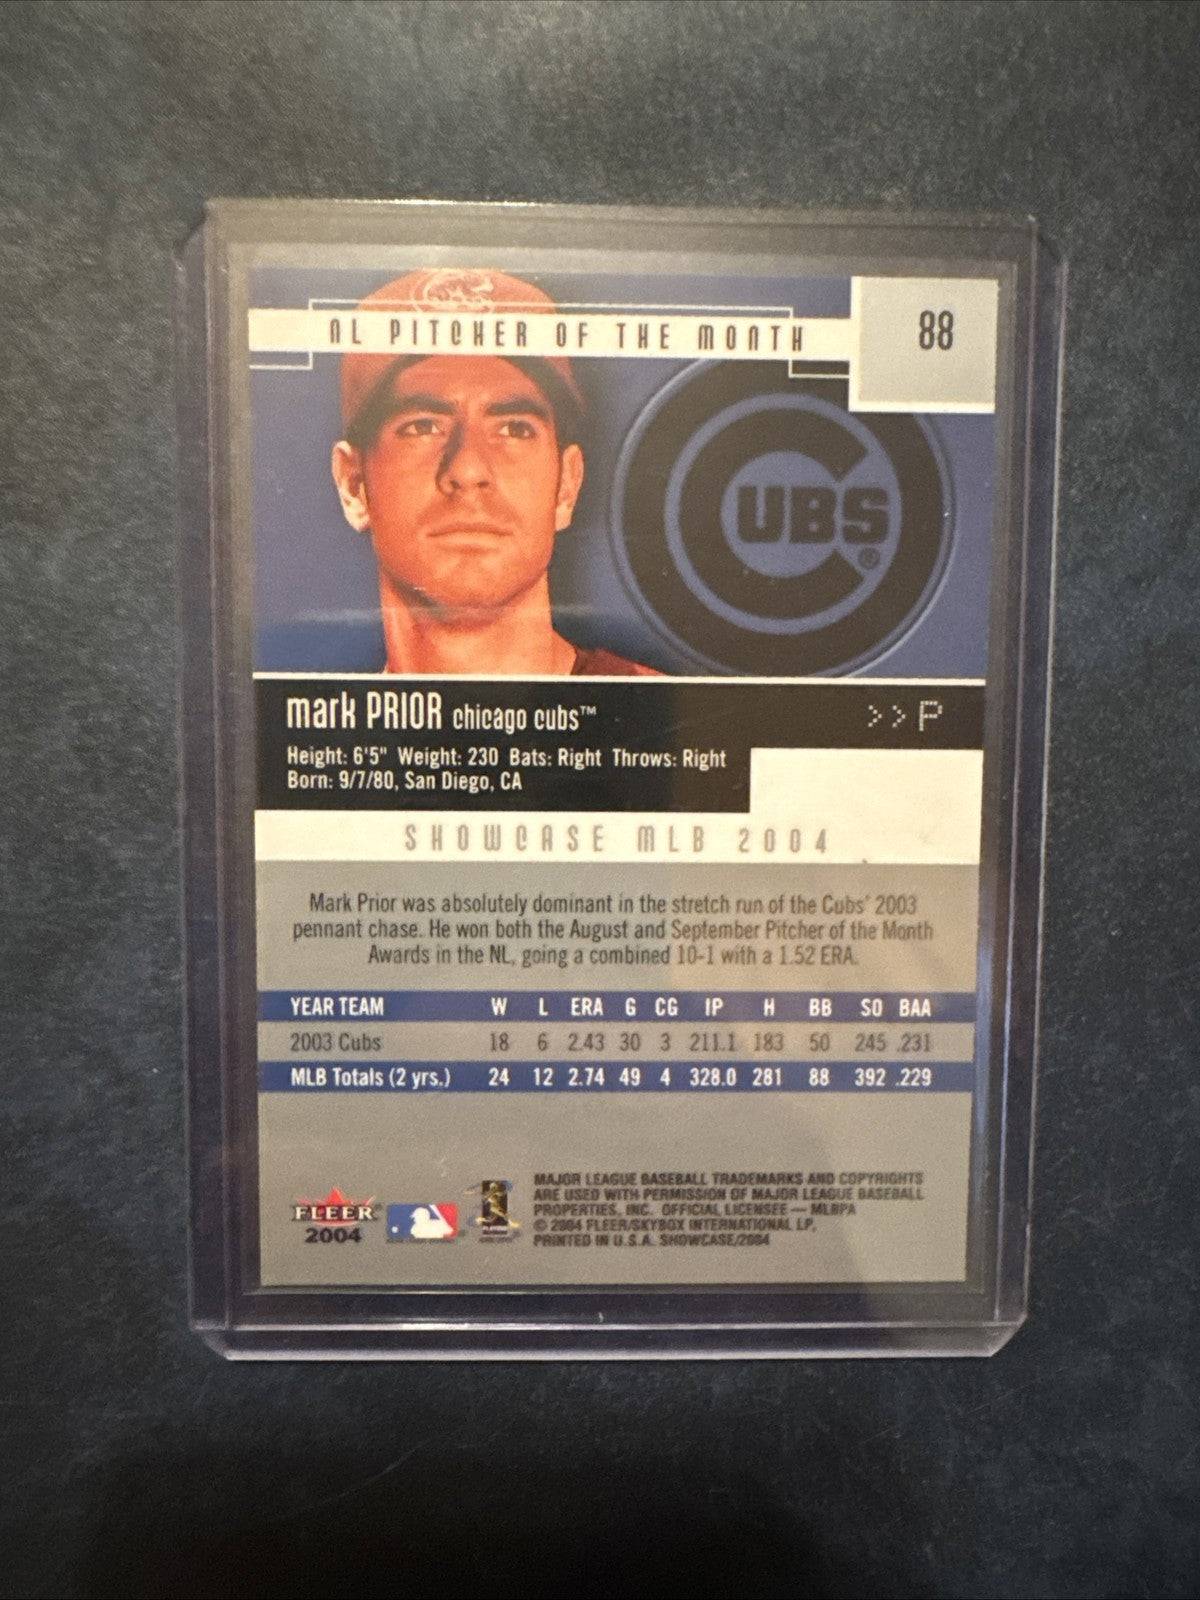 NL PITCHER OF THE MONTH
88
CUBS®
mark PRIOR chicago cubs™
>>P
Height: 6'5" Weight: 230 Bats: Right Throws: Right
Born: 9/7/80, San Diego, CA
SHOWCASE MLB 2004
Mark Prior was absolutely dominant in the stretch run of the Cubs' 2003
pennant chase. He won both the August and September Pitcher of the Month
Awards in the NL, going a combined 10-1 with a 1.52 ERA.
YEAR TEAM W L ERA G CG IP H BB SO BAA
2003 Cubs 18 6 2.43 30 3 211.1 183 50 245 .231
MLB Totals (2 yrs.) 24 12 2.74 49 4 328.0 281 88 392 .229
FLEER
2004
MAJOR LEAGUE BASEBALL TRADEMARKS AND COPYRIGHTS
ARE USED WITH PERMISSION OF MAJOR LEAGUE BASEBALL
PROPERTIES, INC. OFFICIAL LICENSEE — MLBPA
© 2004 FLEER/SKYBOX INTERNATIONAL LP,
PRINTED IN U.S.A. SHOWCASE/2004